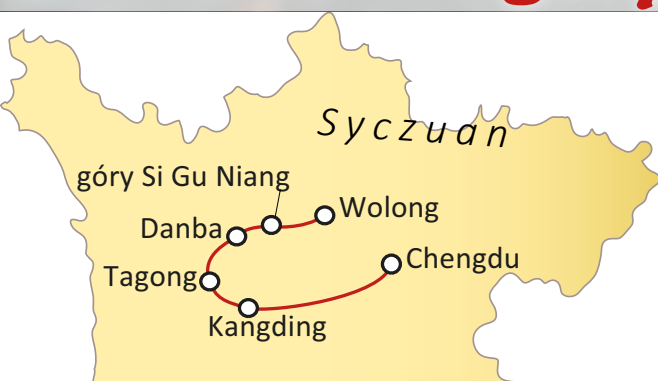 Syczuan
góry Si Gu Niang
Wolong
Danba
Chengdu
Tagong
Kangding